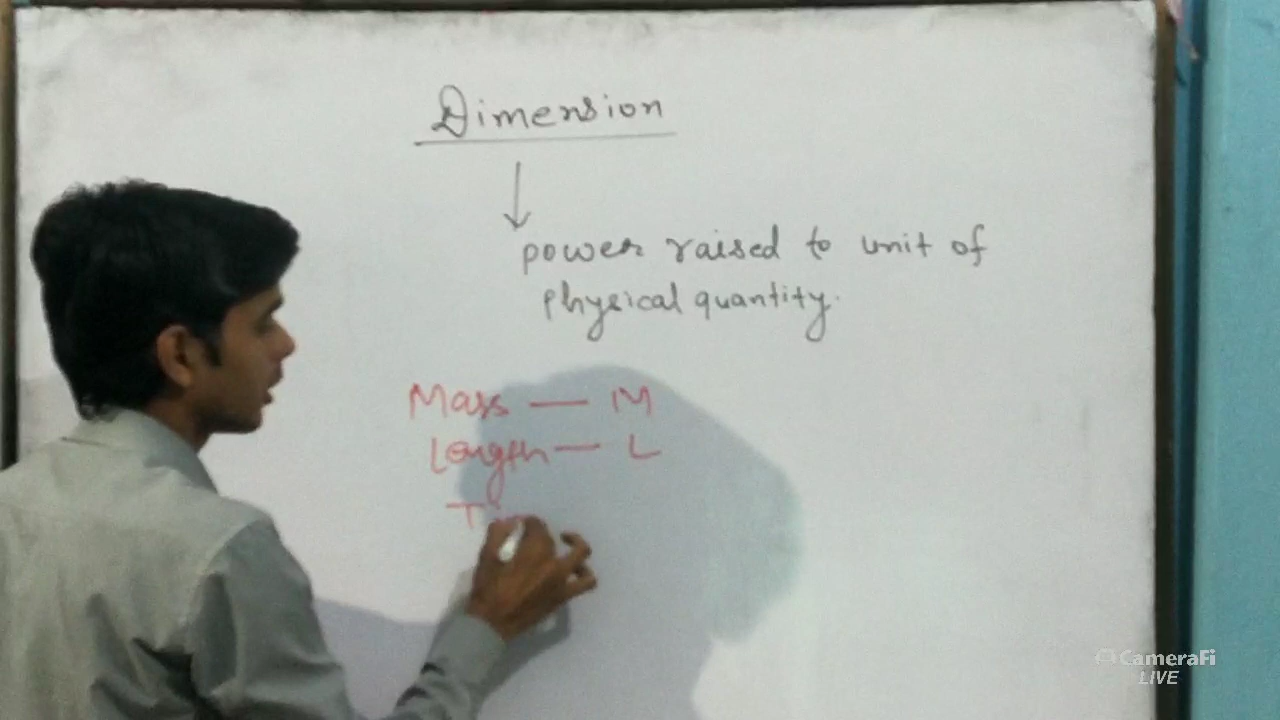 Dimension
power raised to unit of
physical quantity.
Mass — M
Length — L
CameraFi
LIVE